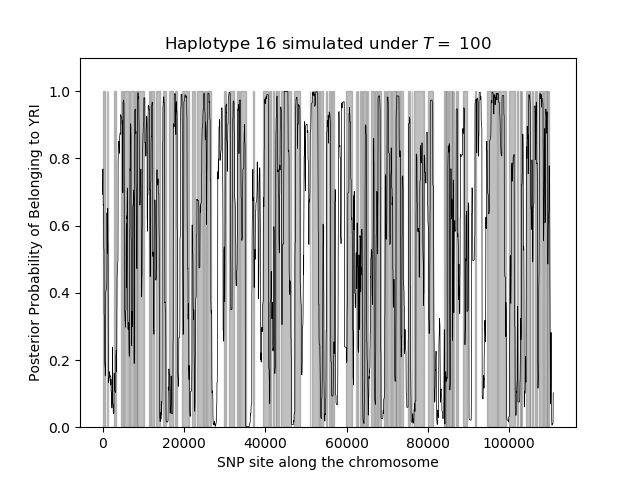 Haplotype 16 simulated under T = 100
Posterior Probability of Belonging to YRI
1.0
0.8
0.6
0.4
0.2
0.0
0 20000 40000 60000 80000 100000
SNP site along the chromosome